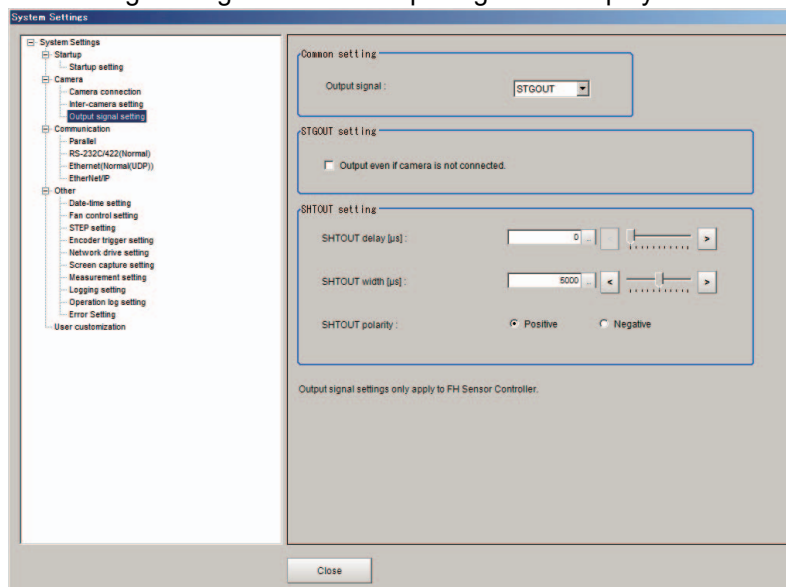 System Settings
System Settings
Startup
Startup setting
Camera
Camera connection
Inter-camera setting
Output signal setting
Communication
Parallel
RS-232C/422(Normal)
Ethernet(Normal(UDP))
EtherNet/IP
Other
Date-time setting
Fan control setting
STEP setting
Encoder trigger setting
Network drive setting
Screen capture setting
Measurement setting
Logging setting
Operation log setting
Error Setting
User customization
Common setting
Output signal : STGOUT
STGOUT setting
Output even if camera is not connected.
SHTOUT setting
SHTOUT delay [µs] : 0 .. < >
SHTOUT width [µs] : 5000 .. < >
SHTOUT polarity : Positive Negative
Output signal settings only apply to FH Sensor Controller.
Close